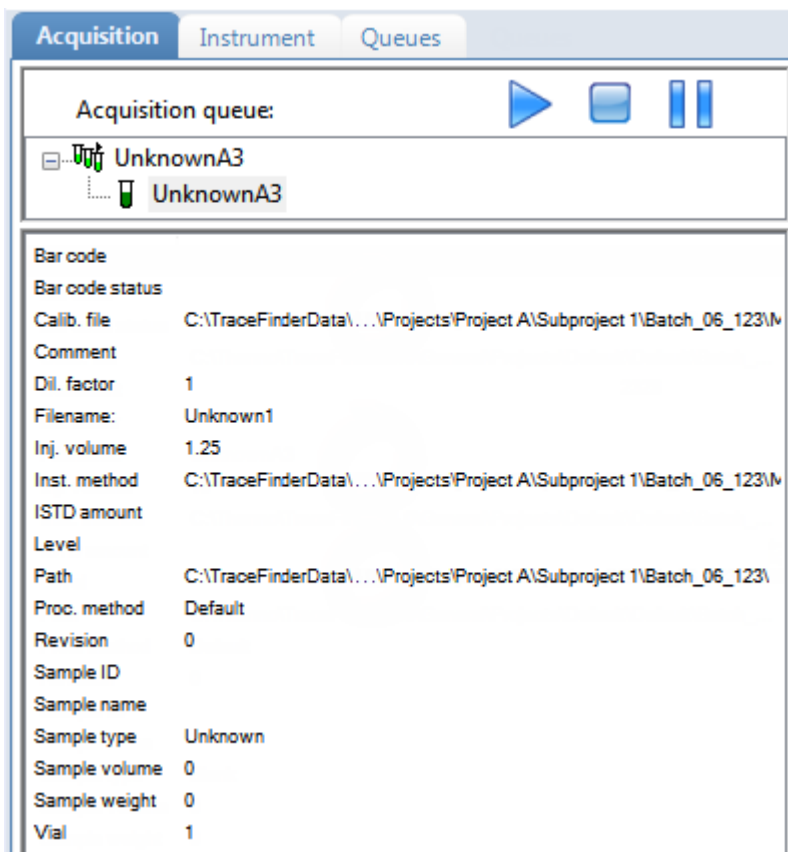 Acquisition Instrument Queues
Acquisition queue:
UnknownA3
UnknownA3
Bar code
Bar code status
Calib. file C:\TraceFinderData\...\Projects\Project A\Subproject 1\Batch_06_123\M
Comment
Dil. factor 1
Filename: Unknown1
Inj. volume 1.25
Inst. method C:\TraceFinderData\...\Projects\Project A\Subproject 1\Batch_06_123\M
ISTD amount
Level
Path C:\TraceFinderData\...\Projects\Project A\Subproject 1\Batch_06_123\
Proc. method Default
Revision 0
Sample ID
Sample name
Sample type Unknown
Sample volume 0
Sample weight 0
Vial 1